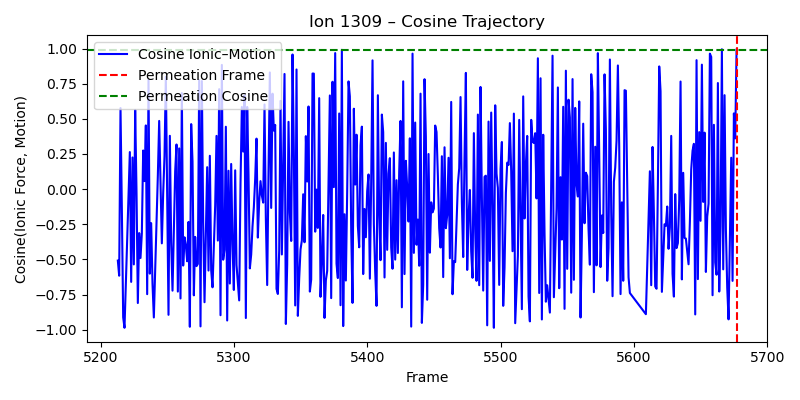 Ion 1309 – Cosine Trajectory
Cosine(Ionic Force, Motion)
1.00
0.75
0.50
0.25
0.00
−0.25
−0.50
−0.75
−1.00
Cosine Ionic–Motion
Permeation Frame
Permeation Cosine
5200
5300
5400
5500
5600
5700
Frame